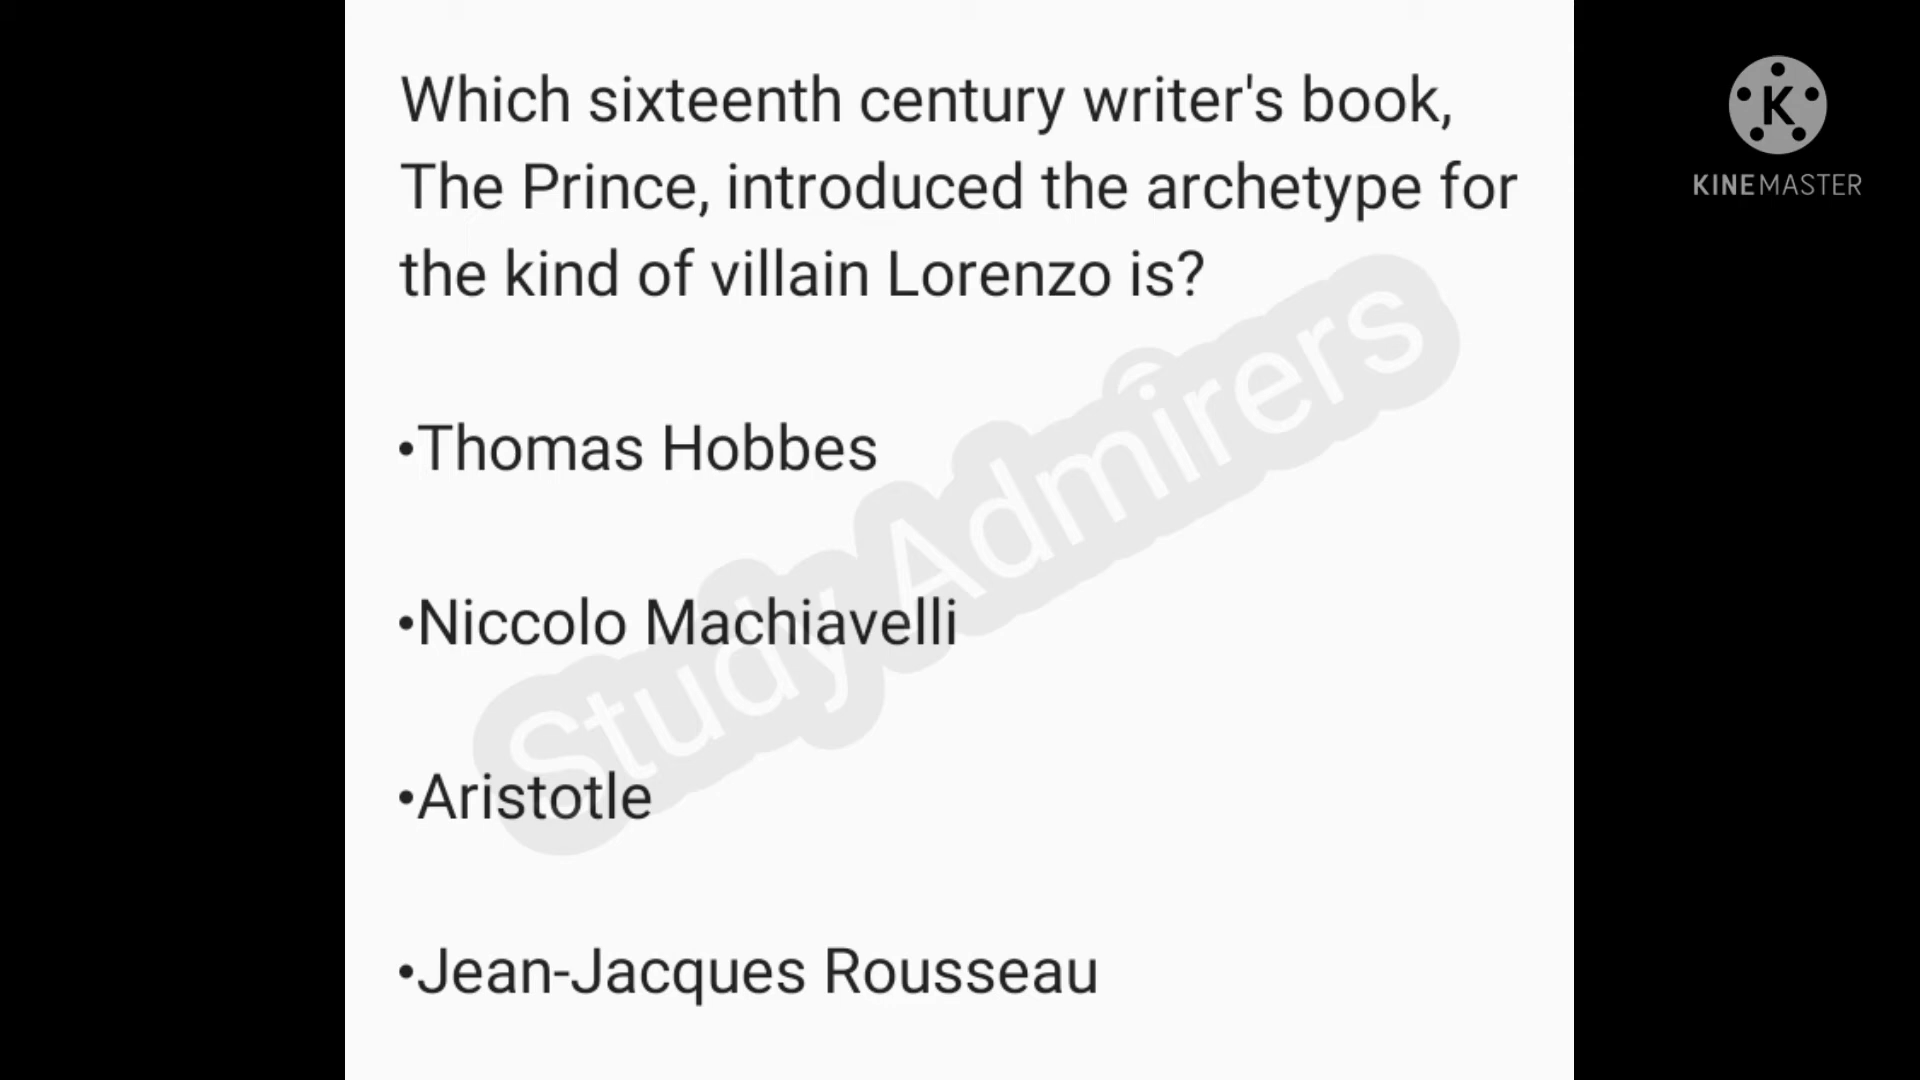 Which sixteenth century writer's book,
The Prince, introduced the archetype for
the kind of villain Lorenzo is?
•Thomas Hobbes
•Niccolo Machiavelli
•Aristotle
•Jean-Jacques Rousseau
Study Admirers
K
KINEMASTER